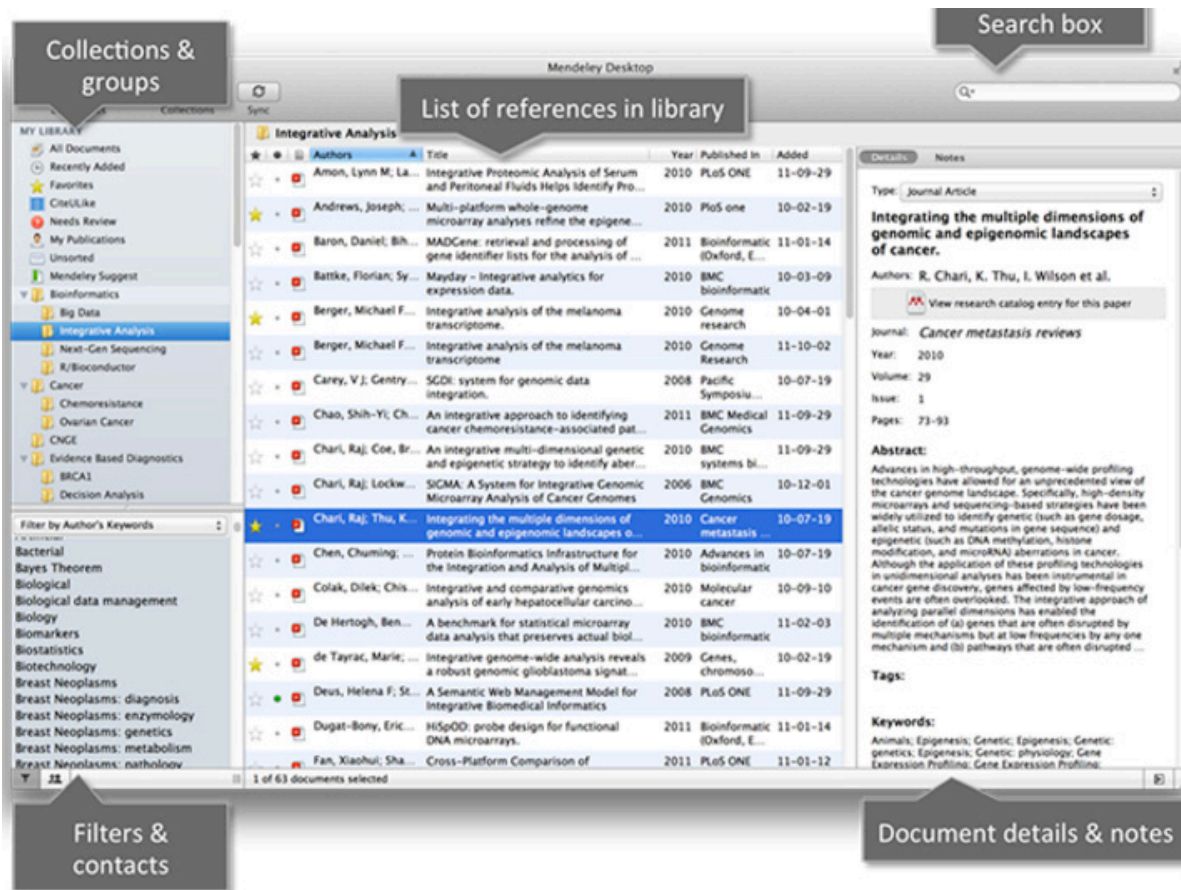 Collections &
groups
Search box
Mendeley Desktop
List of references in library
Collections
Sync
MY LIBRARY
All Documents
Recently Added
Favorites
CiteULike
Needs Review
My Publications
Unsorted
Mendeley Suggest
Bioinformatics
Big Data
Integrative Analysis
Next-Gen Sequencing
R/Bioconductor
Cancer
Chemoresistance
Ovarian Cancer
CNGE
Evidence Based Diagnostics
BRCA1
Decision Analysis
Filter by Author's Keywords
Bacterial
Bayes Theorem
Biological
Biological data management
Biology
Biomarkers
Biostatistics
Biotechnology
Breast Neoplasms
Breast Neoplasms: diagnosis
Breast Neoplasms: enzymology
Breast Neoplasms: genetics
Breast Neoplasms: metabolism
Breast Neoplasms: pathology
Integrative Analysis
Authors Title Year Published In Added
Amon, Lynn M; La... Integrative Proteomic Analysis of Serum 2010 PLoS ONE 11-09-29
and Peritoneal Fluids Helps Identify Pro...
Andrews, Joseph; ... Multi-platform whole-genome 2010 PloS one 10-02-19
microarray analyses refine the epigene...
Baron, Daniel; Bih... MADGene: retrieval and processing of 2011 Bioinformatic 11-01-14
gene identifier lists for the analysis of ... (Oxford, E...
Battke, Florian; Sy... Mayday - Integrative analytics for 2010 BMC 10-03-09
expression data. bioinformatic
Berger, Michael F... Integrative analysis of the melanoma 2010 Genome 10-04-01
transcriptome. research
Berger, Michael F... Integrative analysis of the melanoma 2010 Genome 11-10-02
transcriptome Research
Carey, V J; Gentry... SGDI: system for genomic data 2008 Pacific 10-07-19
integration. Symposiu...
Chao, Shih-Yi; Ch... An integrative approach to identifying 2011 BMC Medical 11-09-29
cancer chemoresistance-associated pat... Genomics
Chari, Raj; Coe, Br... An integrative multi-dimensional genetic 2010 BMC 11-09-29
and epigenetic strategy to identify aber... systems bi...
Chari, Raj; Lockw... SIGMA: A System for Integrative Genomic 2006 BMC 10-12-01
Microarray Analysis of Cancer Genomes Genomics
Chari, Raj; Thu, K... Integrating the multiple dimensions of 2010 Cancer 10-07-19
genomic and epigenomic landscapes o... metastasis ...
Chen, Chuming; ... Protein Bioinformatics Infrastructure for 2010 Advances in 10-07-19
the Integration and Analysis of Multipl... bioinformatic
Colak, Dilek; Chis... Integrative and comparative genomics 2010 Molecular 10-09-10
analysis of early hepatocellular carcino... cancer
De Hertogh, Ben... A benchmark for statistical microarray 2010 BMC 11-02-03
data analysis that preserves actual biol... bioinformatic
de Tayrac, Marie; ... Integrative genome-wide analysis reveals 2009 Genes, 10-02-19
a robust genomic glioblastoma signat... chromoso...
Deus, Helena F; St... A Semantic Web Management Model for 2008 PLoS ONE 11-09-29
Integrative Biomedical Informatics
Dugat-Bony, Eric... HiSpOD: probe design for functional 2011 Bioinformatic 11-01-14
DNA microarrays. (Oxford, E...
Fan, Xiaohui; Sha... Cross-Platform Comparison of 2011 PLoS ONE 11-01-12
1 of 63 documents selected
Details Notes
Type: Journal Article
Integrating the multiple dimensions of
genomic and epigenomic landscapes
of cancer.
Authors: R. Chari, K. Thu, I. Wilson et al.
View research catalog entry for this paper
Journal: Cancer metastasis reviews
Year: 2010
Volume: 29
Issue: 1
Pages: 73-93
Abstract:
Advances in high-throughput, genome-wide profiling
technologies have allowed for an unprecedented view of
the cancer genome landscape. Specifically, high-density
microarrays and sequencing-based strategies have been
widely utilized to identify genetic (such as gene dosage,
allelic status, and mutations in gene sequence) and
epigenetic (such as DNA methylation, histone
modification, and microRNA) aberrations in cancer.
Although the application of these profiling technologies
in unidimensional analyses has been instrumental in
cancer gene discovery, genes affected by low-frequency
events are often overlooked. The integrative approach of
analyzing parallel dimensions has enabled the
identification of (a) genes that are often disrupted by
multiple mechanisms but at low frequencies by any one
mechanism and (b) pathways that are often disrupted ...
Tags:
Keywords:
Animals; Epigenesis; Genetic; Epigenesis; Genetic:
genetics; Epigenesis; Genetic: physiology; Gene
Expression Profiling; Gene Expression Profiling:
Filters &
contacts
Document details & notes